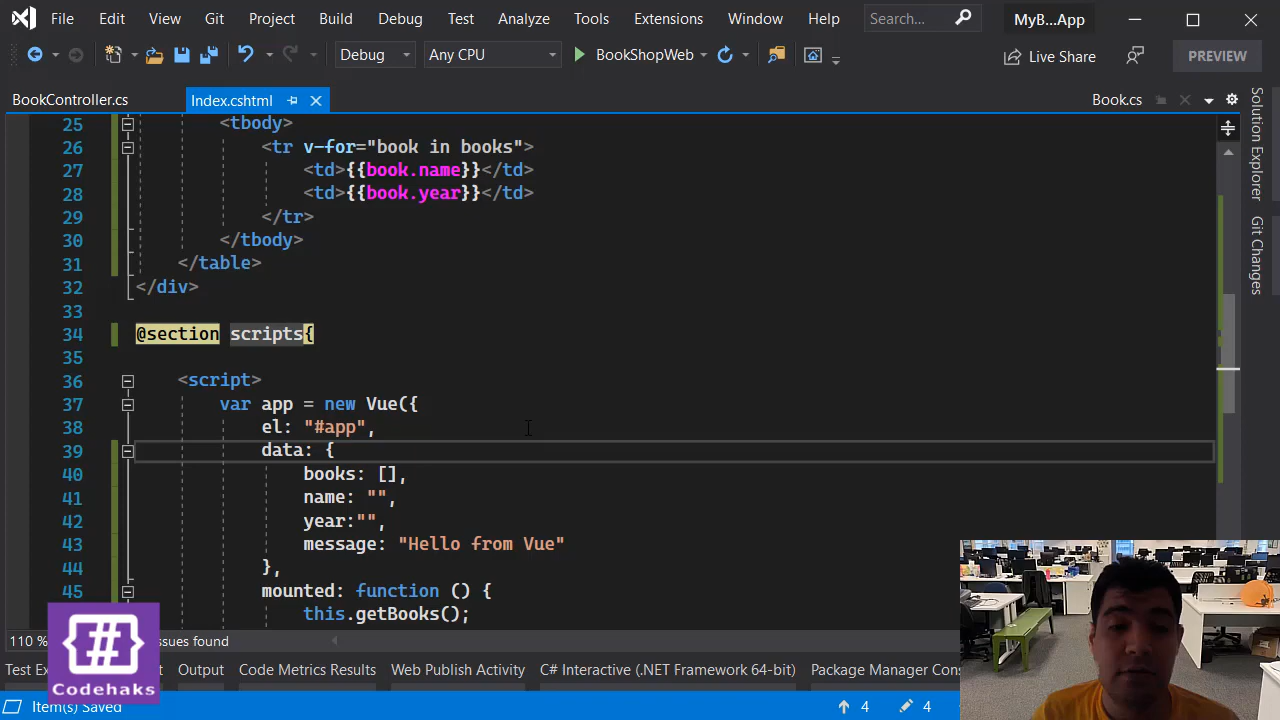 File Edit View Git Project Build Debug Test Analyze Tools Extensions Window Help Search... MyB...App
Debug Any CPU BookShopWeb Live Share PREVIEW
BookController.cs Index.cshtml Book.cs
Solution Explorer
Git Changes
25 <tbody>
26 <tr v-for="book in books">
27 <td>{{book.name}}</td>
28 <td>{{book.year}}</td>
29 </tr>
30 </tbody>
31 </table>
32 </div>
33
34 @section scripts{
35
36 <script>
37 var app = new Vue({
38 el: "#app",
39 data: {
40 books: [],
41 name: "",
42 year:"",
43 message: "Hello from Vue"
44 },
45 mounted: function () {
this.getBooks();
110 % ssues found
Codehaks
Test Ex Output Code Metrics Results Web Publish Activity C# Interactive (.NET Framework 64-bit) Package Manager Cons
Item(s) Saved 4 4